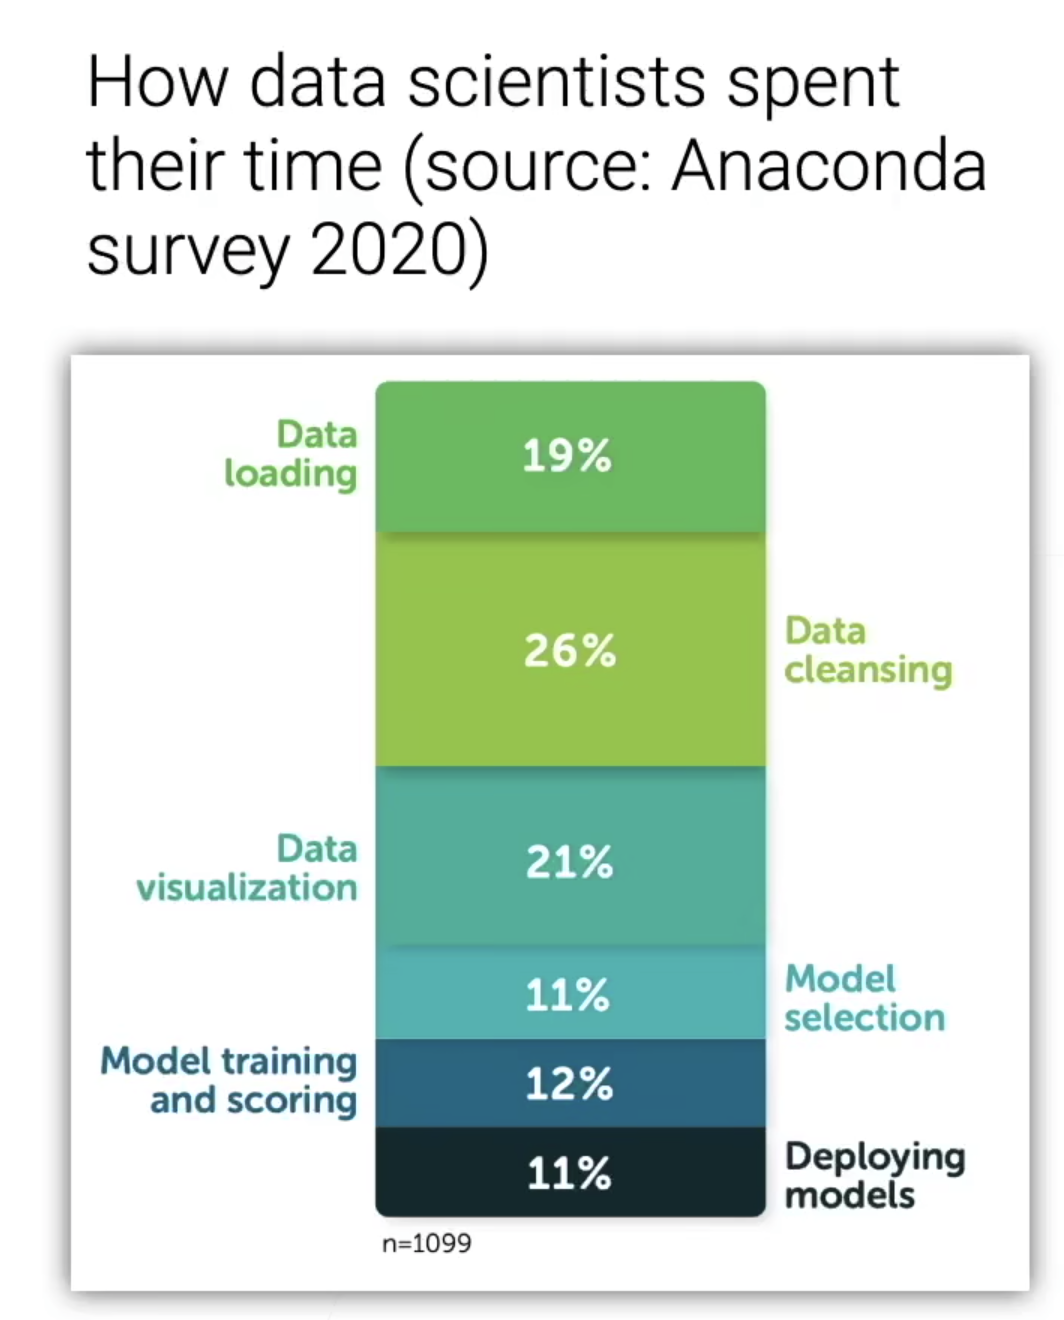 How data scientists spent
their time (source: Anaconda
survey 2020)
Data
loading
19%
26%
Data
cleansing
Data
visualization
21%
11%
Model
selection
Model training
and scoring
12%
11%
Deploying
models
n=1099